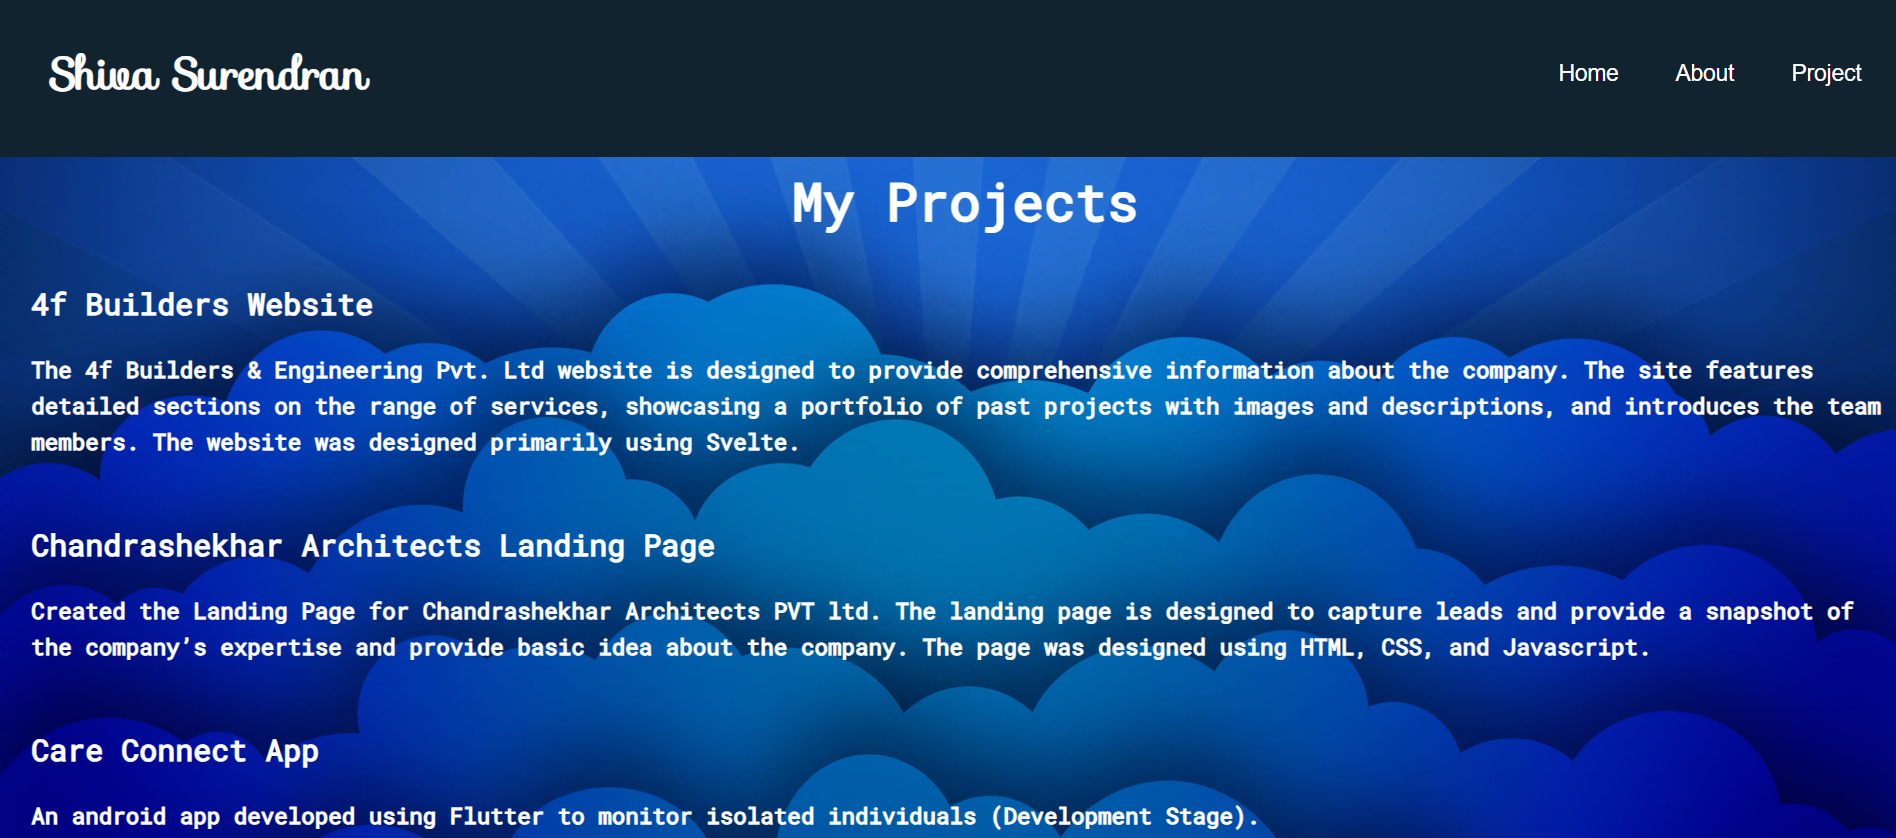 Shiva Surendran
Home
About
Project
My Projects
4f Builders Website
The 4f Builders & Engineering Pvt. Ltd website is designed to provide comprehensive information about the company. The site features
detailed sections on the range of services, showcasing a portfolio of past projects with images and descriptions, and introduces the team
members. The website was designed primarily using Svelte.
Chandrashekhar Architects Landing Page
Created the Landing Page for Chandrashekhar Architects PVT ltd. The landing page is designed to capture leads and provide a snapshot of
the company’s expertise and provide basic idea about the company. The page was designed using HTML, CSS, and Javascript.
Care Connect App
An android app developed using Flutter to monitor isolated individuals (Development Stage).